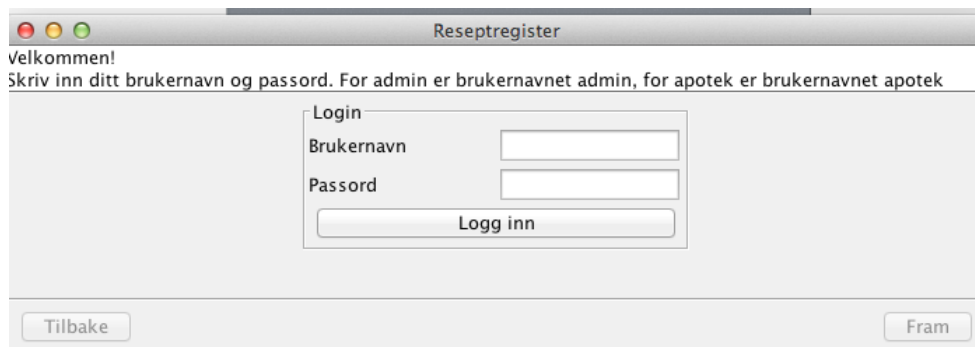 Reseptregister
Velkommen!
Skriv inn ditt brukernavn og passord. For admin er brukernavnet admin, for apotek er brukernavnet apotek
Login
Brukernavn
Passord
Logg inn
Tilbake
Fram